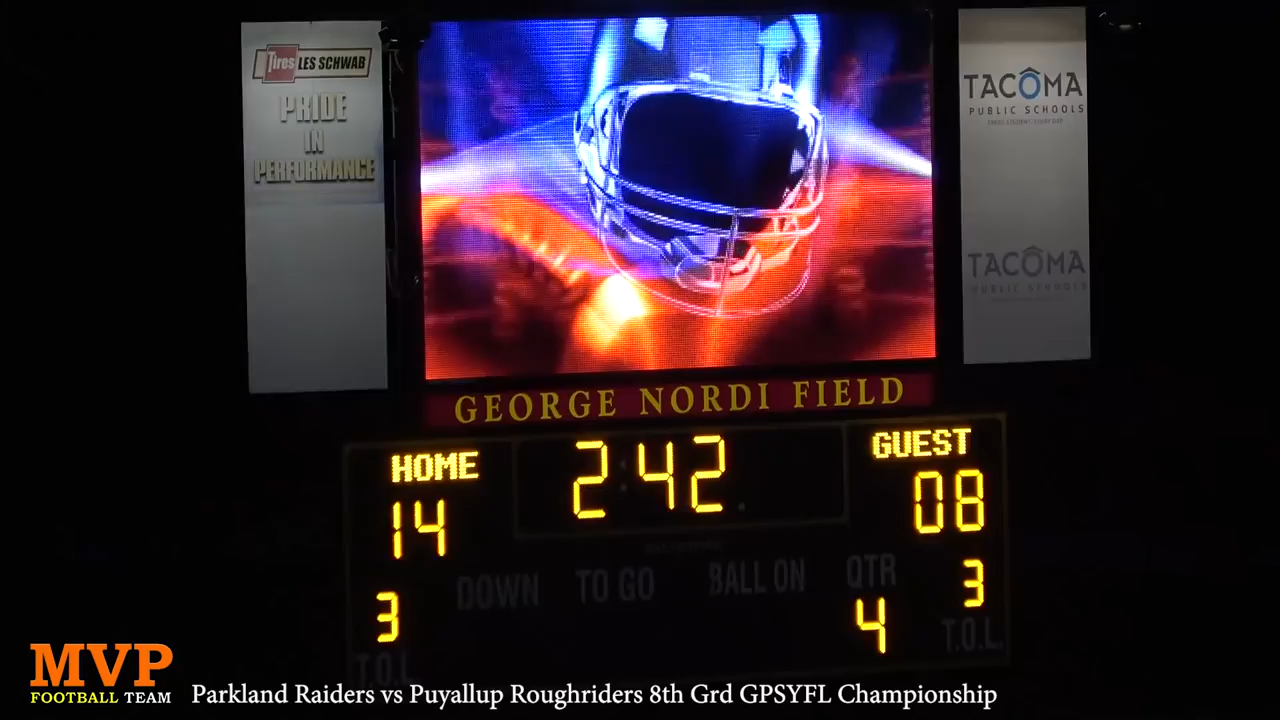 Tires LES SCHWAB
PRIDE
IN
PERFORMANCE
TACOMA
PUBLIC SCHOOLS
TACOMA
PUBLIC SCHOOLS
GEORGE NORDI FIELD
HOME
2:42
GUEST
14
08
DOWN TO GO BALL ON QTR
3
4
3
T.O.L.
T.O.L.
MVP
FOOTBALL TEAM
Parkland Raiders vs Puyallup Roughriders 8th Grd GPSYFL Championship